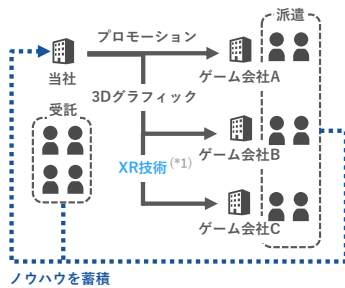 派遣
プロモーション
当社
ゲーム会社A
3Dグラフィック
受託
ゲーム会社B
XR技術(*1)
ゲーム会社C
ノウハウを蓄積